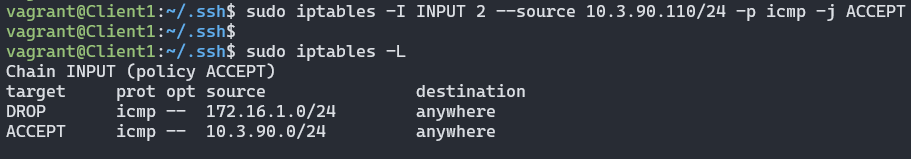 vagrant@Client1:~/.ssh$ sudo iptables -I INPUT 2 --source 10.3.90.110/24 -p icmp -j ACCEPT
vagrant@Client1:~/.ssh$
vagrant@Client1:~/.ssh$ sudo iptables -L
Chain INPUT (policy ACCEPT)
target     prot opt source               destination
DROP       icmp --  172.16.1.0/24        anywhere
ACCEPT     icmp --  10.3.90.0/24         anywhere